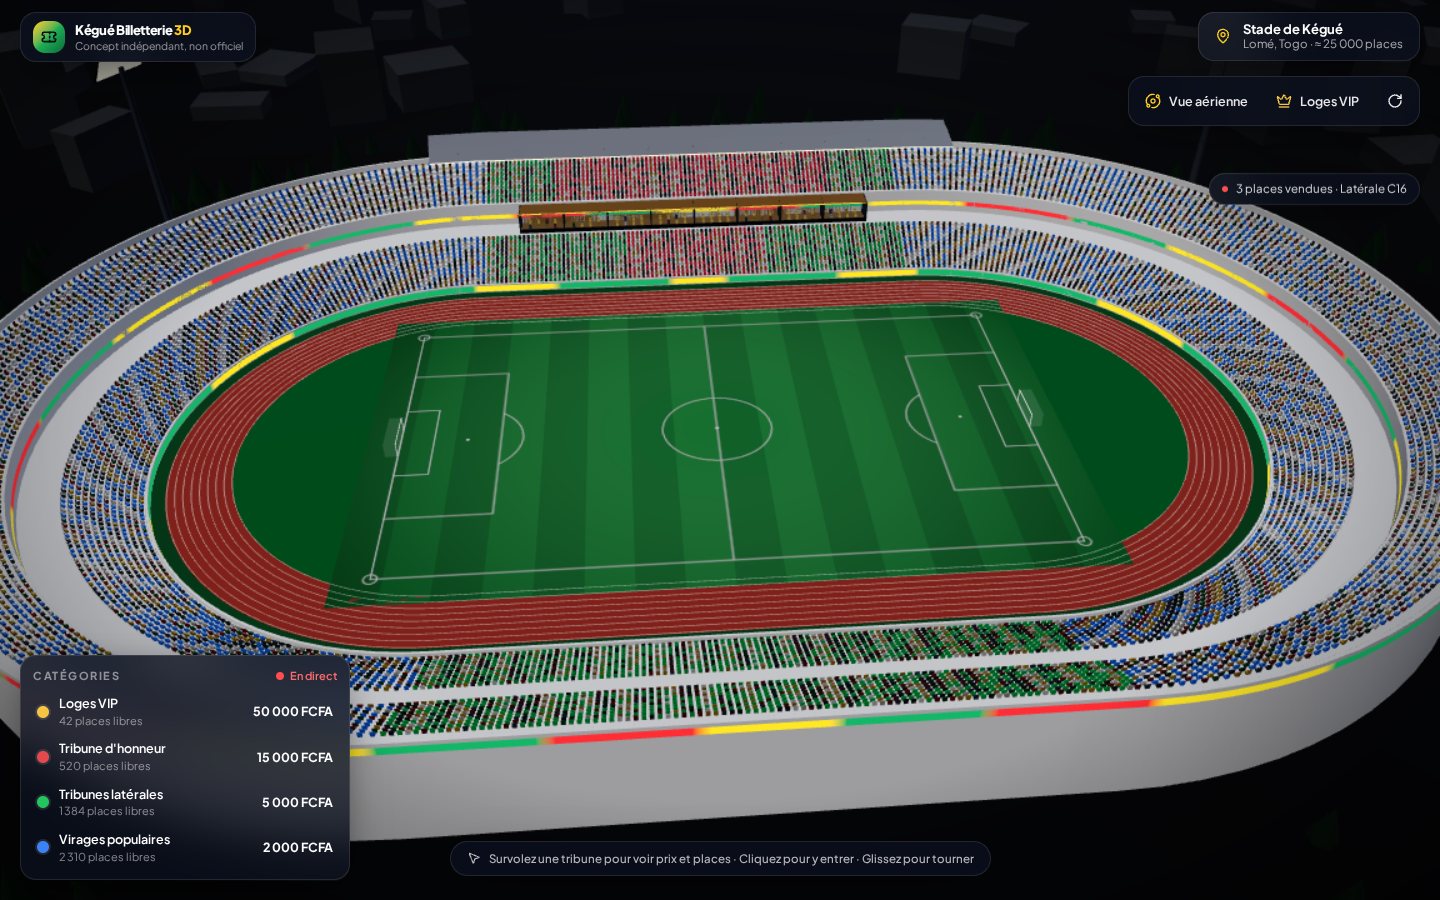 Kégué Billetterie 3D
Concept indépendant, non officiel
Stade de Kégué
Lomé, Togo · ≈ 25 000 places
Vue aérienne
Loges VIP
3 places vendues · Latérale C16
CATÉGORIES
En direct
Loges VIP
42 places libres
50 000 FCFA
Tribune d'honneur
520 places libres
15 000 FCFA
Tribunes latérales
1 384 places libres
5 000 FCFA
Virages populaires
2 310 places libres
2 000 FCFA
Survolez une tribune pour voir prix et places · Cliquez pour y entrer · Glissez pour tourner